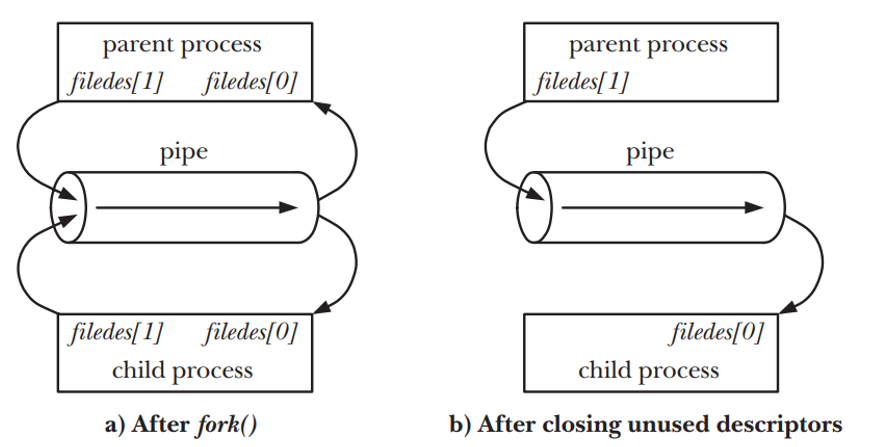 parent process
filedes[1] filedes[0]
pipe
filedes[1] filedes[0]
child process
a) After fork()
parent process
filedes[1]
pipe
filedes[0]
child process
b) After closing unused descriptors